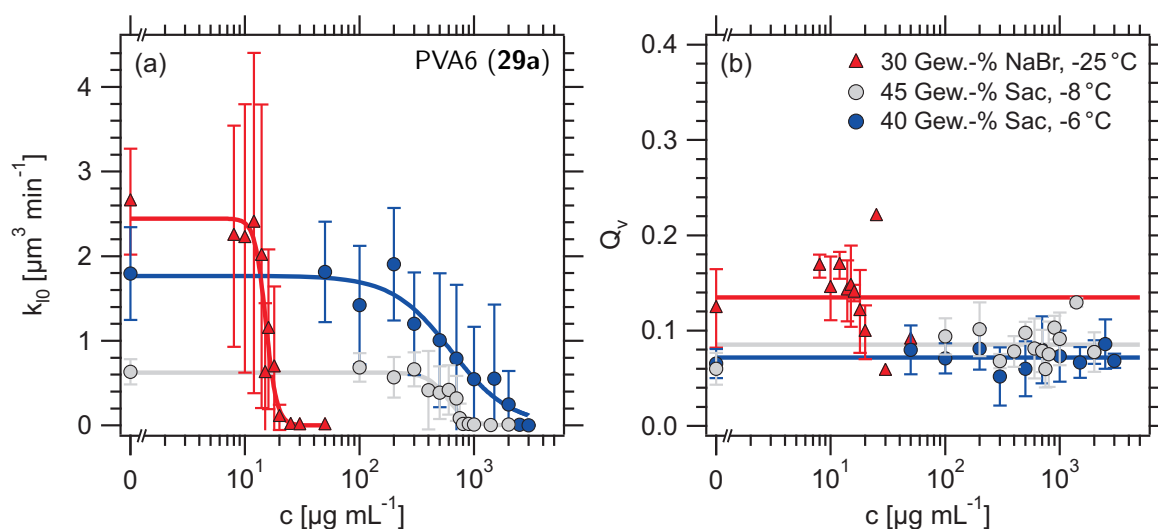 (a)
PVA6 (29a)
4
3
2
1
0
k10 [µm³ min⁻¹]
0
10¹
10²
10³
c [µg mL⁻¹]
(b)
30 Gew.-% NaBr, -25 °C
45 Gew.-% Sac, -8 °C
40 Gew.-% Sac, -6 °C
0.4
0.3
0.2
0.1
0.0
Qv
0
10¹
10²
10³
c [µg mL⁻¹]